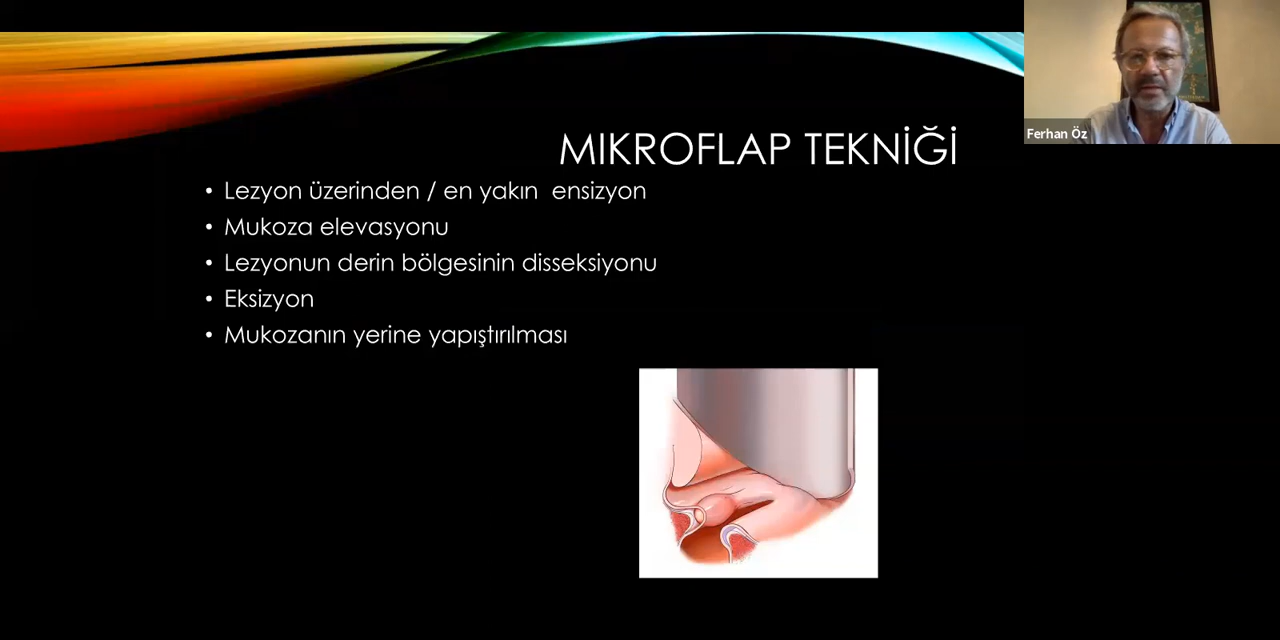 Ferhan Öz
MIKROFLAP TEKNİĞİ
• Lezyon üzerinden / en yakın ensizyon
• Mukoza elevasyonu
• Lezyonun derin bölgesinin disseksiyonu
• Eksizyon
• Mukozanın yerine yapıştırılması